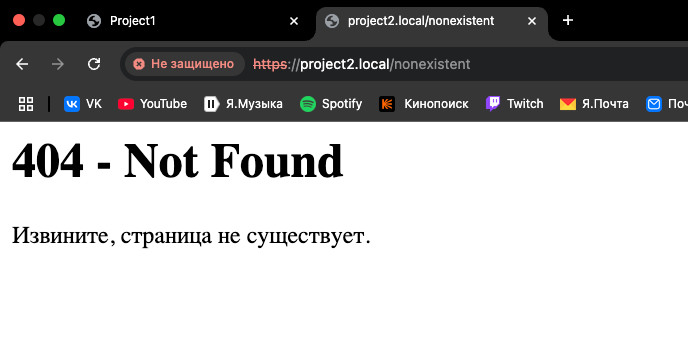 Project1
project2.local/nonexistent
Не защищено https://project2.local/nonexistent
VK YouTube Я.Музыка Spotify Кинопоиск Twitch Я.Почта Поч
404 - Not Found
Извините, страница не существует.